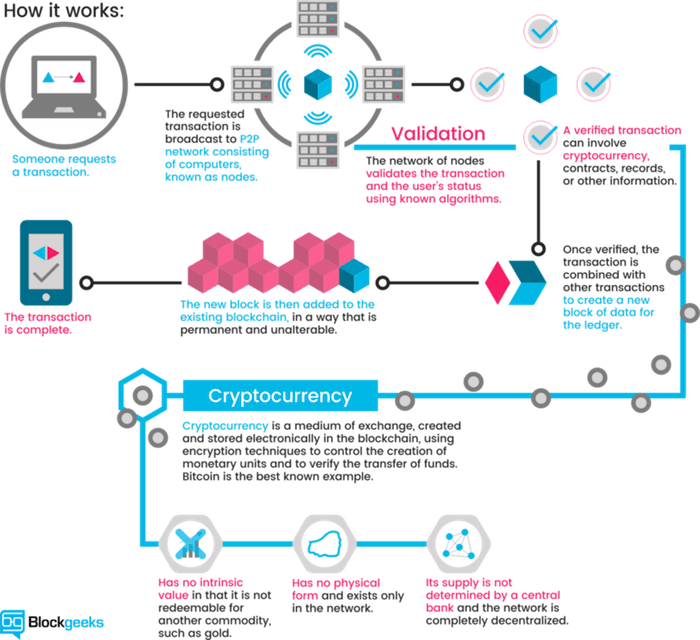 How it works:
Someone requests
a transaction.
The requested
transaction is
broadcast to P2P
network consisting
of computers,
known as nodes.
Validation
The network of nodes
validates the transaction
and the user's status
using known algorithms.
A verified transaction
can involve
cryptocurrency,
contracts, records,
or other information.
Once verified, the
transaction is
combined with
other transactions
to create a new
block of data for
the ledger.
The new block is then added to the
existing blockchain, in a way that is
permanent and unalterable.
The transaction
is complete.
Cryptocurrency
Cryptocurrency is a medium of exchange, created
and stored electronically in the blockchain, using
encryption techniques to control the creation of
monetary units and to verify the transfer of funds.
Bitcoin is the best known example.
Has no intrinsic
value in that it is not
redeemable for
another commodity,
such as gold.
Has no physical
form and exists only
in the network.
Its supply is not
determined by a central
bank and the network is
completely decentralized.
Blockgeeks